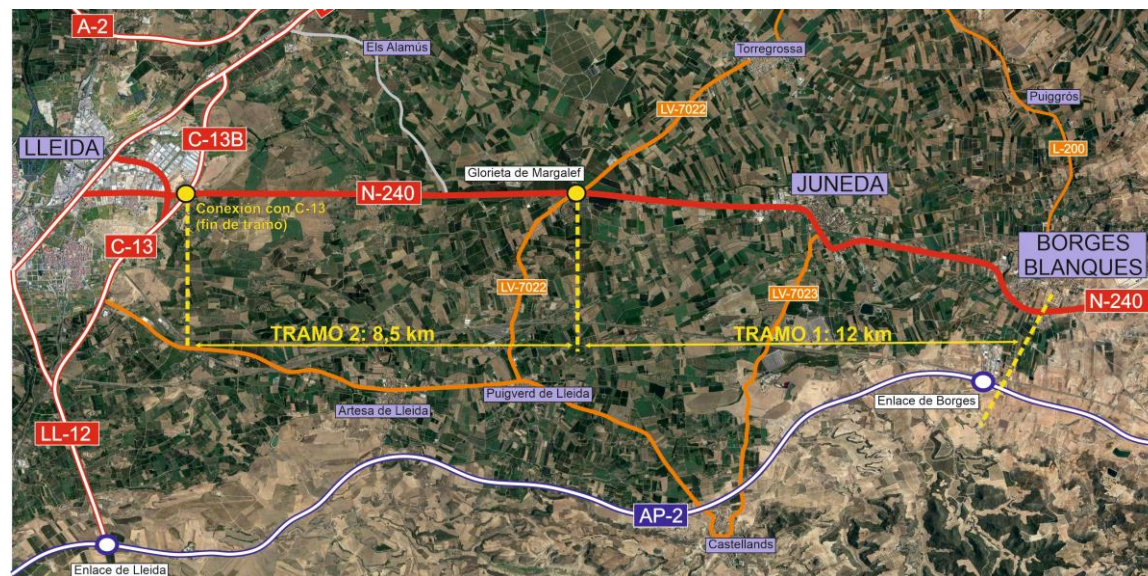 A-2
Els Alamús
Torregrossa
LV-7022
Puiggrós
C-13B
LLEIDA
L-200
Glorieta de Margalef
N-240
JUNEDA
Conexión con C-13
(fin de tramo)
C-13
BORGES
BLANQUES
LV-7022
LV-7023
N-240
TRAMO 2: 8,5 km
TRAMO 1: 12 km
Puigverd de Lleida
Enlace de Borges
Artesa de Lleida
LL-12
AP-2
Castellands
Enlace de Lleida